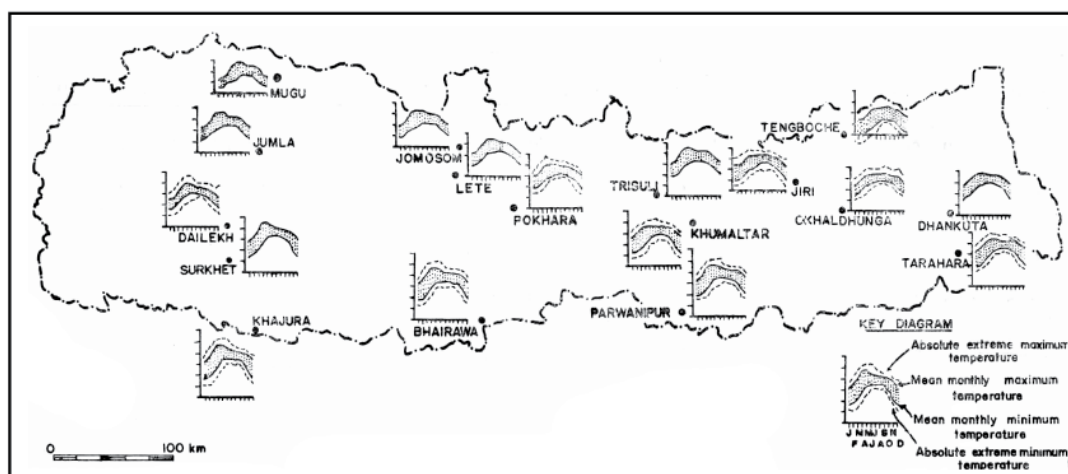 MUGU
JUMLA
JOMOSOM
LETE
POKHARA
TRISULI
JIRI
TENGBOCHE
OKHALDHUNGA
DHANKUTA
TARAHARA
DAILEKH
SURKHET
KHUMALTAR
PARWANIPUR
BHAIRAWA
KHAJURA
KEY DIAGRAM
Absolute extreme maximum
temperature
Mean monthly maximum
temperature
Mean monthly minimum
temperature
Absolute extreme minimum
temperature
J M M J S N
F A J A O D
0 100 km